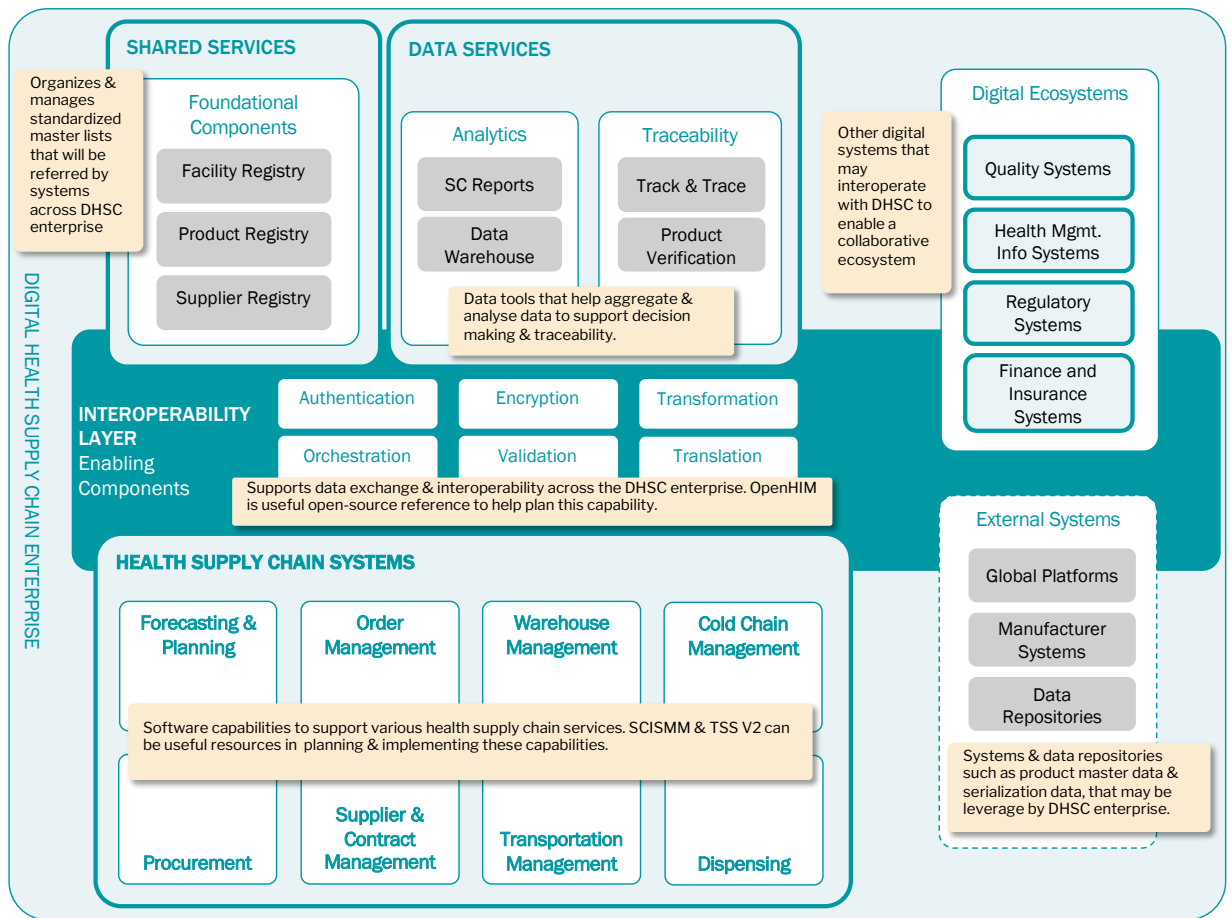 SHARED SERVICES
Organizes &
manages
standardized
master lists
that will be
referred by
systems
across DHSC
enterprise
Foundational
Components
Facility Registry
Product Registry
Supplier Registry
DATA SERVICES
Analytics
SC Reports
Data
Warehouse
Traceability
Track & Trace
Product
Verification
Data tools that help aggregate &
analyse data to support decision
making & traceability.
Other digital
systems that
may
interoperate
with DHSC to
enable a
collaborative
ecosystem
Digital Ecosystems
Quality Systems
Health Mgmt.
Info Systems
Regulatory
Systems
Finance and
Insurance
Systems
DIGITAL HEALTH SUPPLY CHAIN ENTERPRISE
INTEROPERABILITY
LAYER
Enabling
Components
Authentication
Encryption
Transformation
Orchestration
Validation
Translation
Supports data exchange & interoperability across the DHSC enterprise. OpenHIM
is useful open-source reference to help plan this capability.
External Systems
Global Platforms
Manufacturer
Systems
Data
Repositories
Systems & data repositories
such as product master data &
serialization data, that may be
leverage by DHSC enterprise.
HEALTH SUPPLY CHAIN SYSTEMS
Forecasting &
Planning
Order
Management
Warehouse
Management
Cold Chain
Management
Software capabilities to support various health supply chain services. SCISMM & TSS V2 can
be useful resources in planning & implementing these capabilities.
Procurement
Supplier &
Contract
Management
Transportation
Management
Dispensing